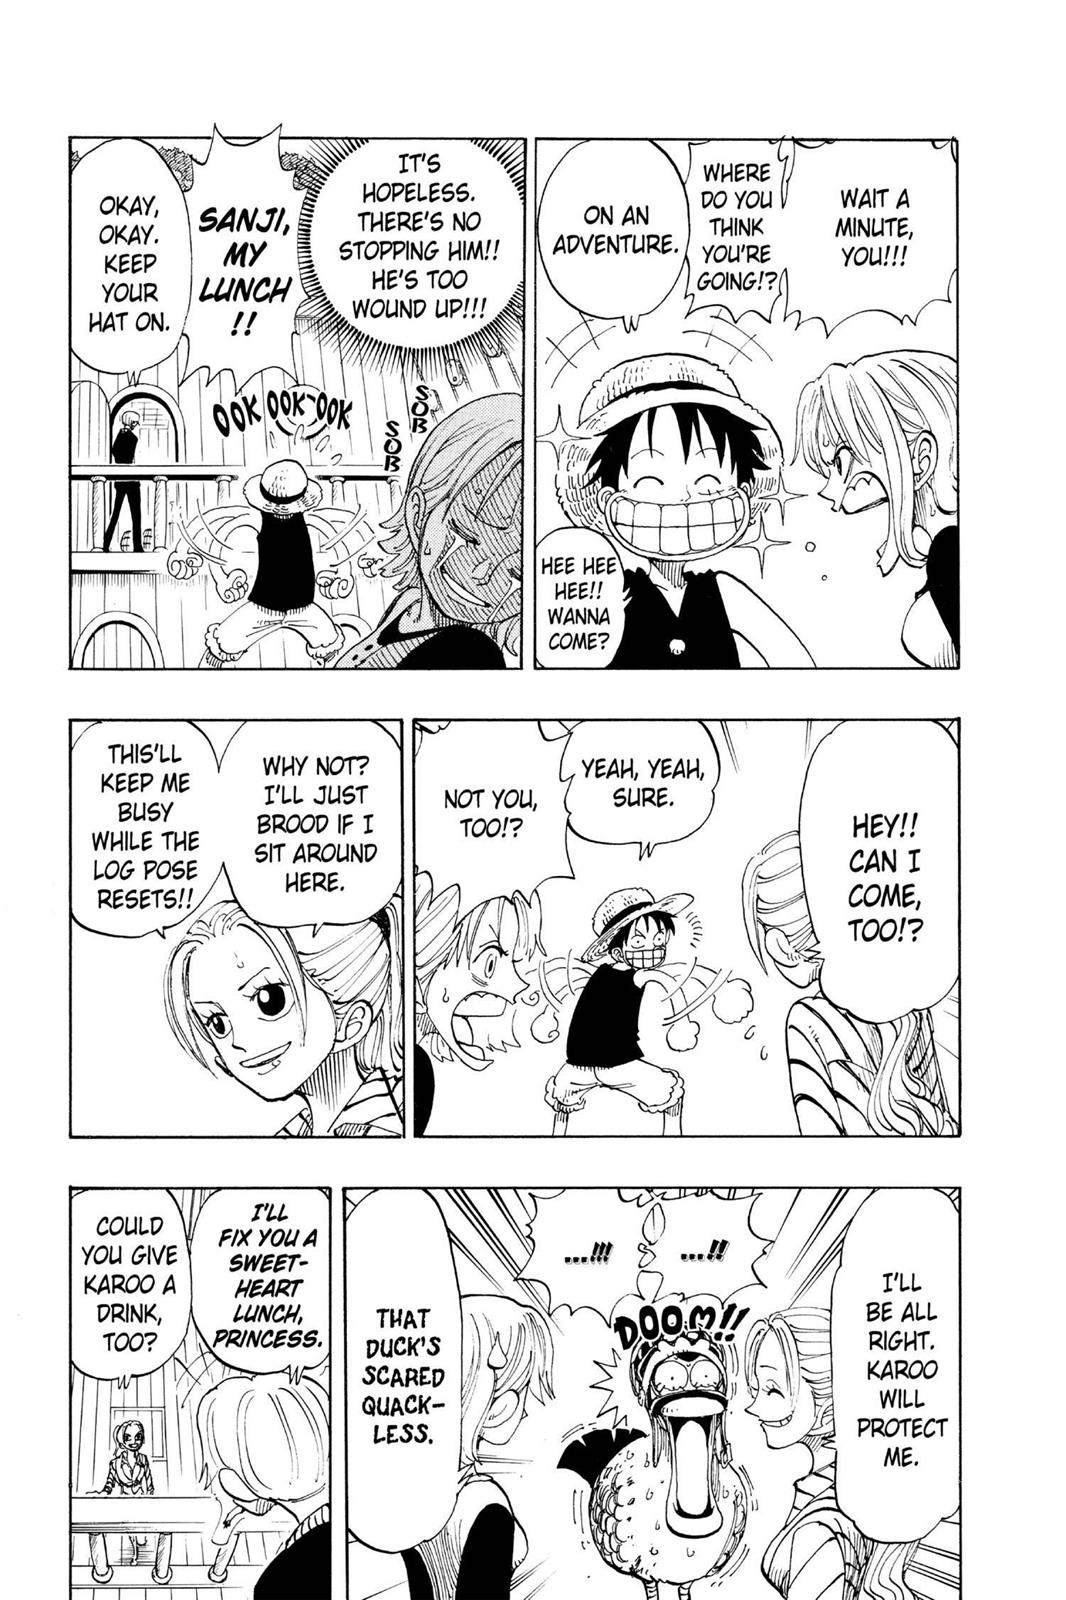 WAIT A
MINUTE,
YOU!!!
WHERE
DO YOU
THINK
YOU'RE
GOING!?
ON AN
ADVENTURE.
HEE HEE
HEE!!
WANNA
COME?
IT'S
HOPELESS.
THERE'S NO
STOPPING HIM!!
HE'S TOO
WOUND UP!!!
SOB
SOB
SANJI,
MY
LUNCH
!!
OOK OOK-OOK
OKAY,
OKAY.
KEEP
YOUR
HAT ON.
HEY!!
CAN I
COME,
TOO!?
YEAH, YEAH,
SURE.
NOT YOU,
TOO!?
WHY NOT?
I'LL JUST
BROOD IF I
SIT AROUND
HERE.
THIS'LL
KEEP ME
BUSY
WHILE THE
LOG POSE
RESETS!!
I'LL
BE ALL
RIGHT.
KAROO
WILL
PROTECT
ME.
...!!
...!!!
DOOM!!
THAT
DUCK'S
SCARED
QUACK-
LESS.
I'LL
FIX YOU A
SWEET-
HEART
LUNCH,
PRINCESS.
COULD
YOU GIVE
KAROO A
DRINK,
TOO?